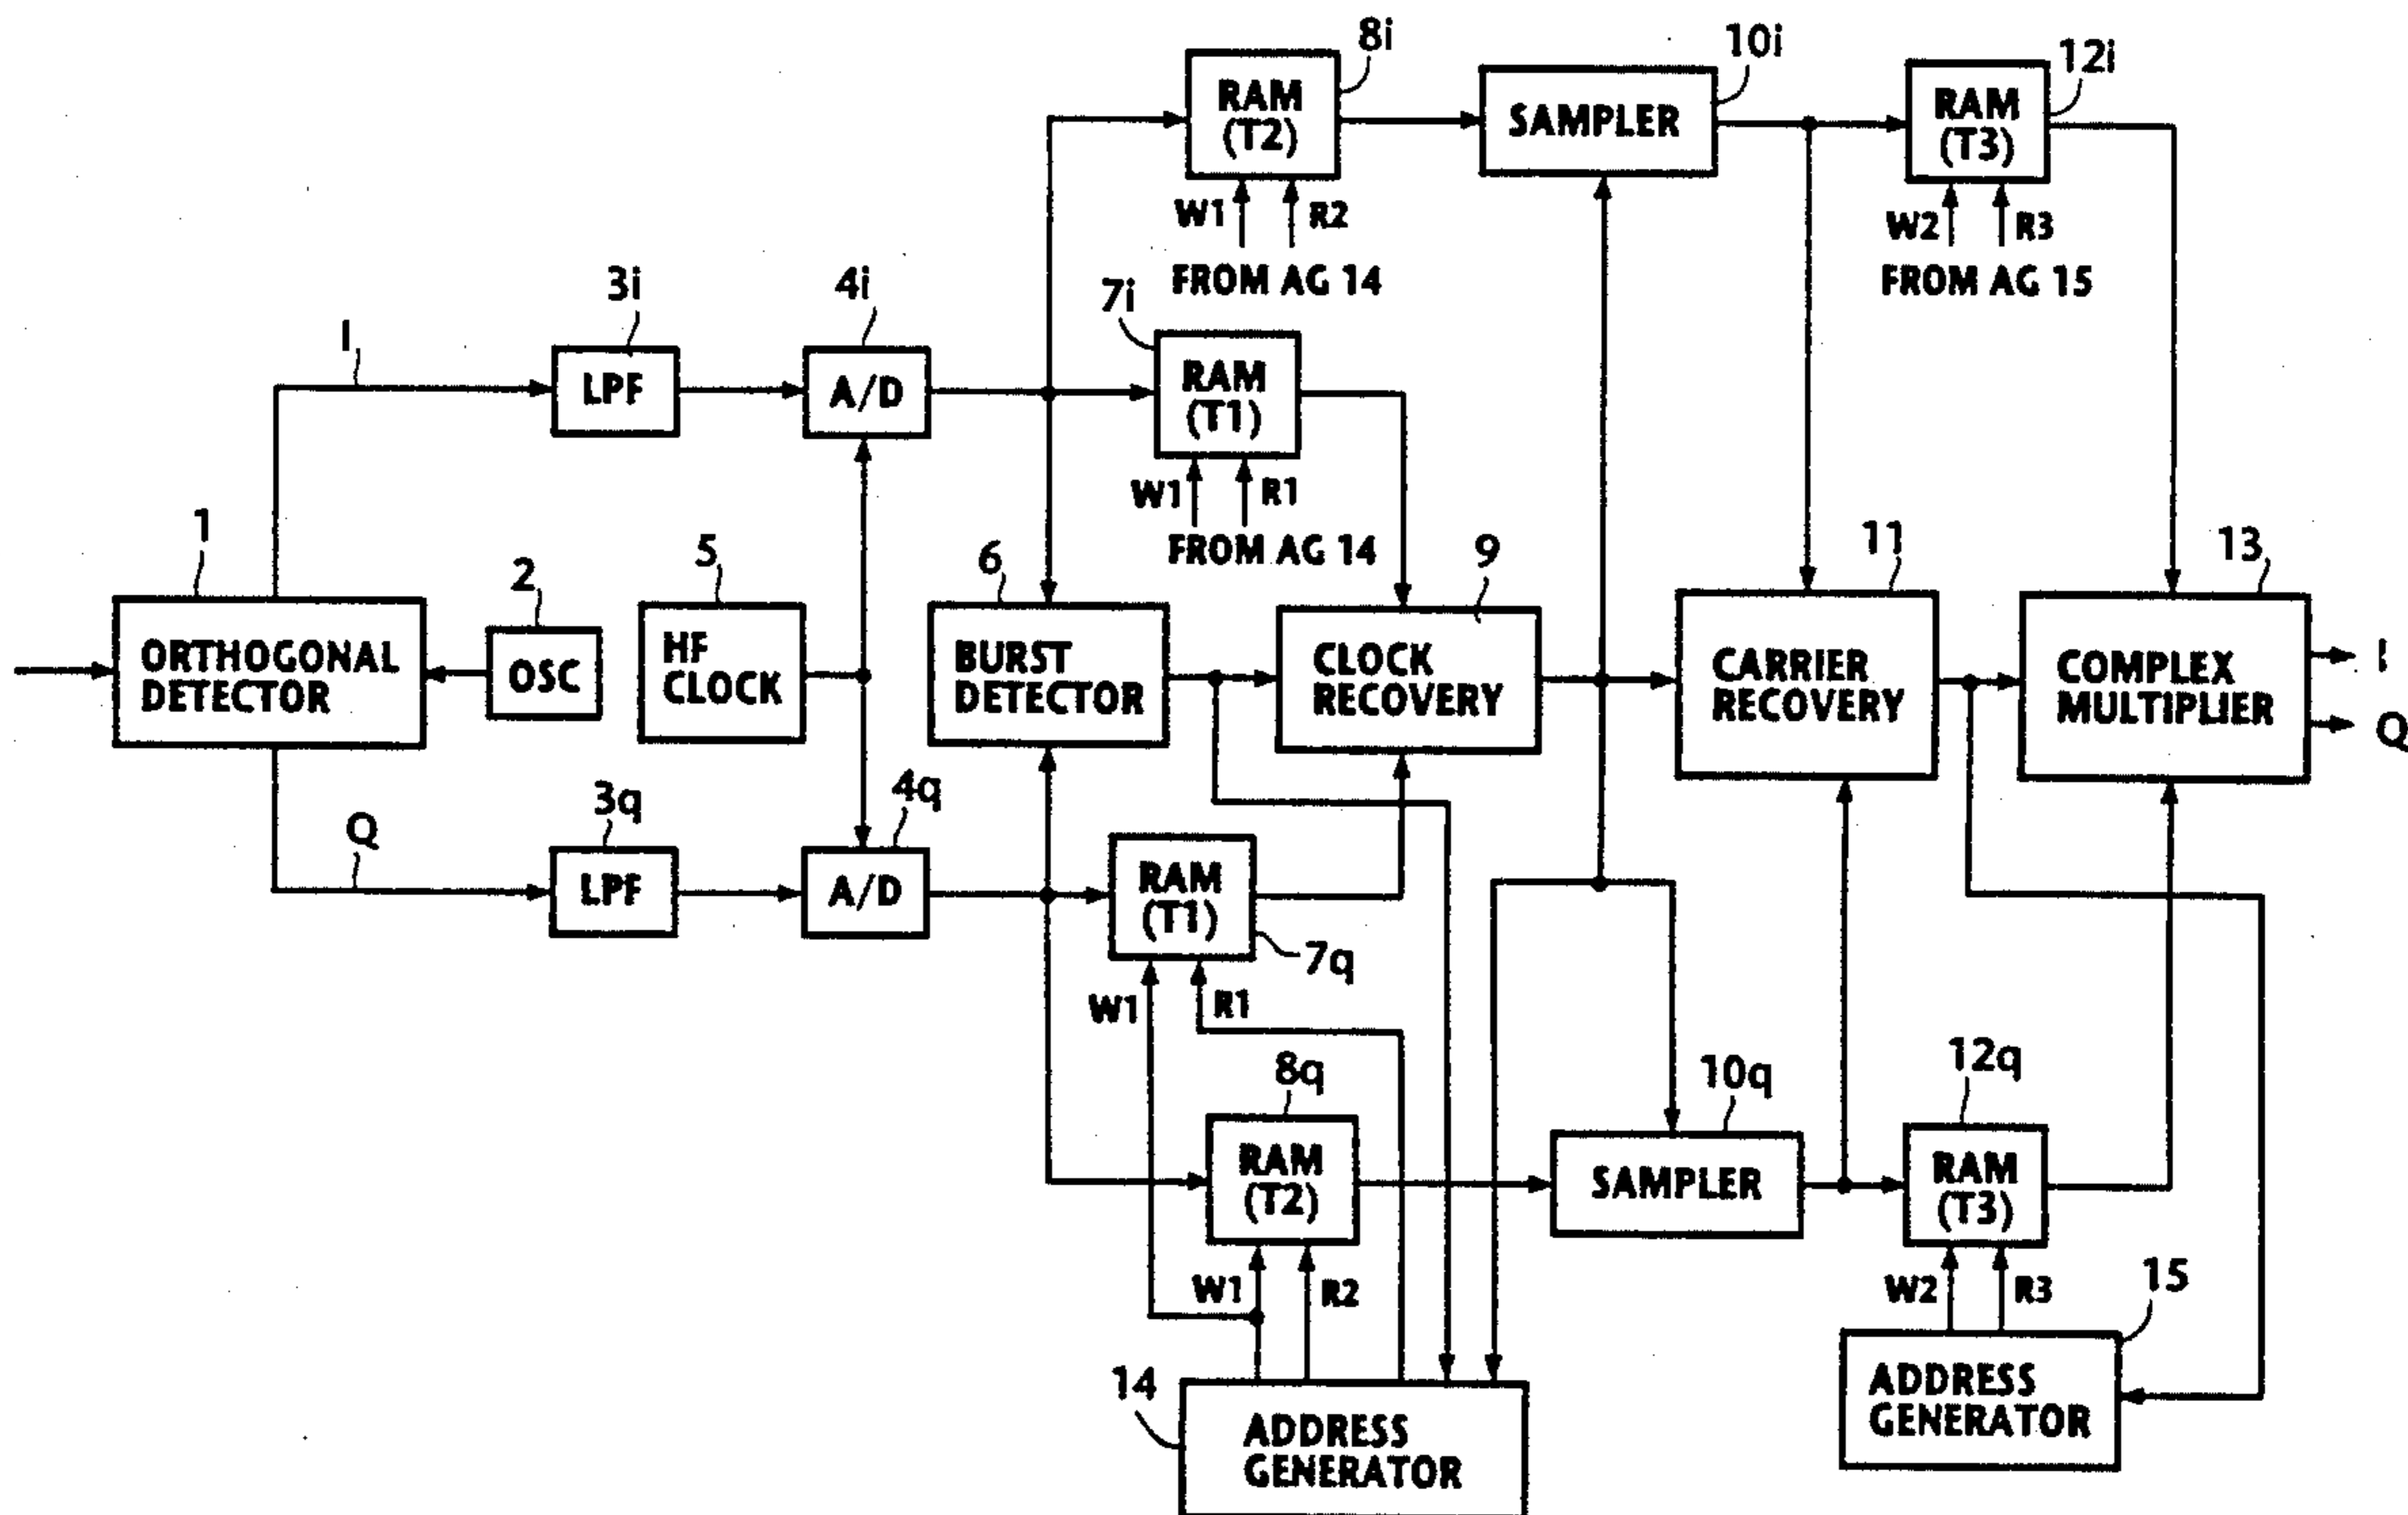 8i
10i
12i
RAM
(T2)
SAMPLER
RAM
(T3)
W1
R2
W2
R3
FROM AG 14
FROM AG 15
3i
4i
7i
I
LPF
A/D
RAM
(T1)
W1
R1
FROM AG 14
1
2
5
6
9
11
13
ORTHOGONAL
DETECTOR
OSC
HF
CLOCK
BURST
DETECTOR
CLOCK
RECOVERY
CARRIER
RECOVERY
COMPLEX
MULTIPLIER
I
Q
Q
3q
4q
LPF
A/D
RAM
(T1)
7q
W1
R1
8q
10q
12q
RAM
(T2)
SAMPLER
RAM
(T3)
W1
R2
W2
R3
15
14
ADDRESS
GENERATOR
ADDRESS
GENERATOR